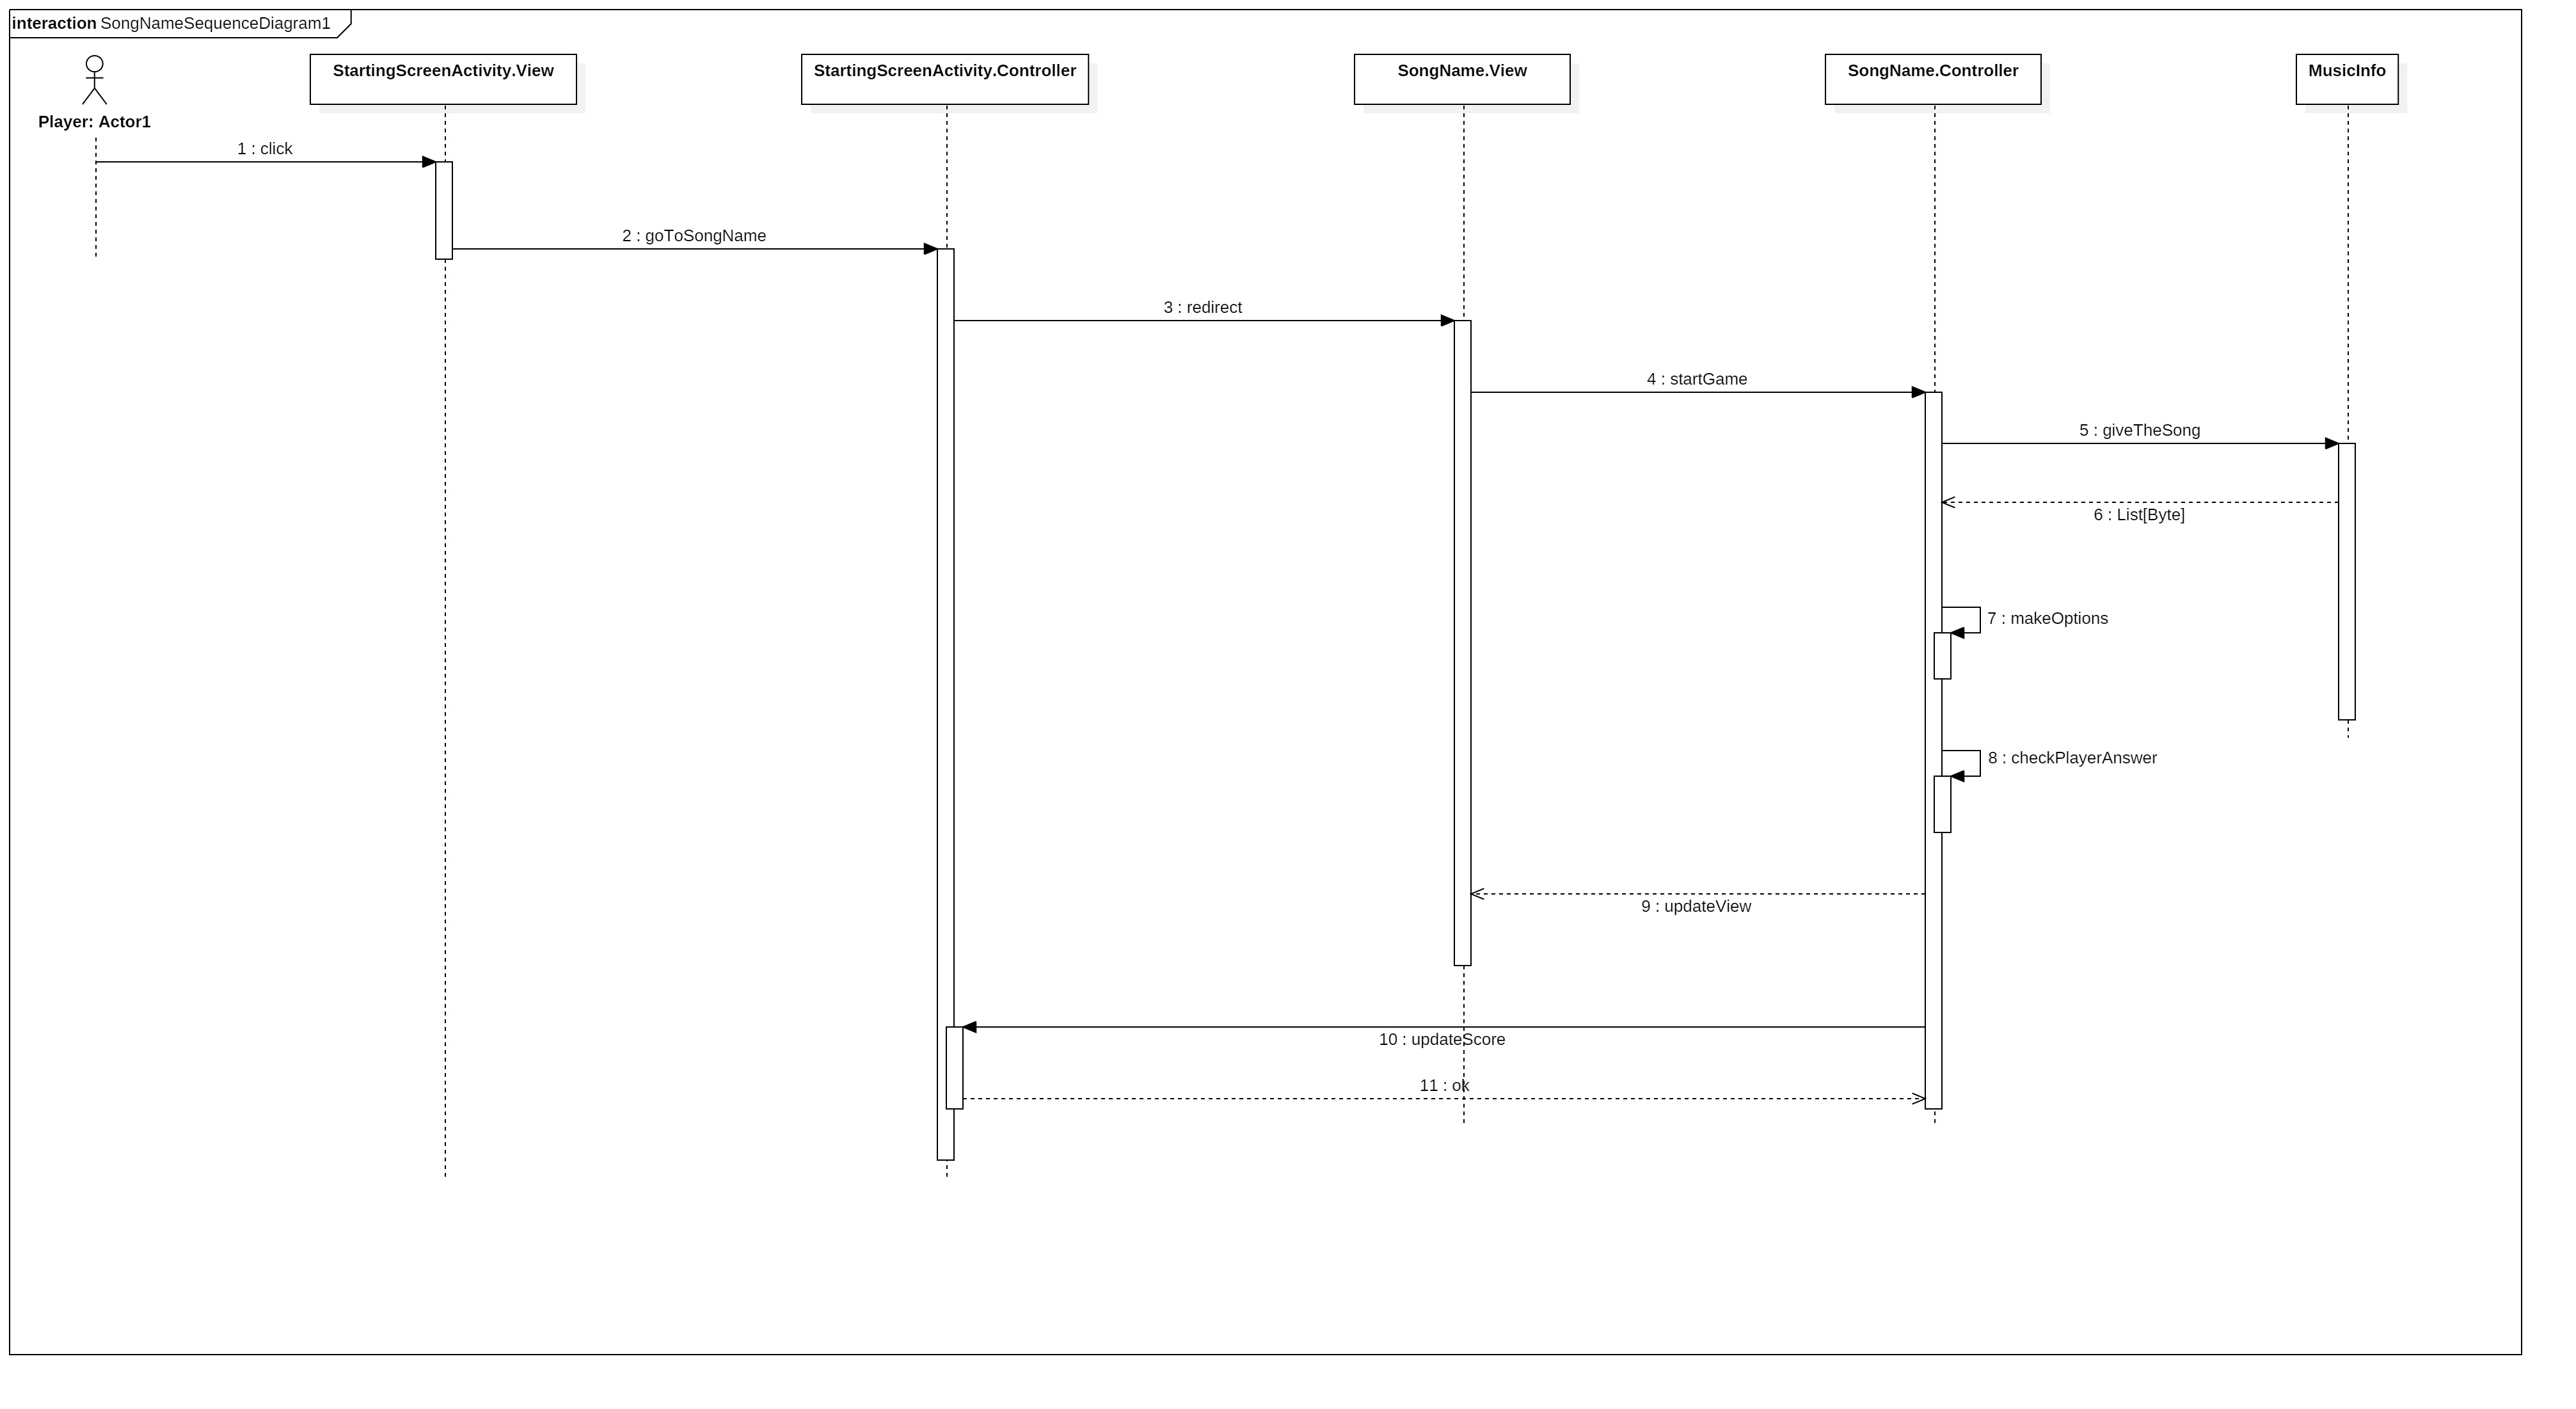 interaction SongNameSequenceDiagram1
Player: Actor1
StartingScreenActivity.View
StartingScreenActivity.Controller
SongName.View
SongName.Controller
MusicInfo
1 : click
2 : goToSongName
3 : redirect
4 : startGame
5 : giveTheSong
6 : List[Byte]
7 : makeOptions
8 : checkPlayerAnswer
9 : updateView
10 : updateScore
11 : ok